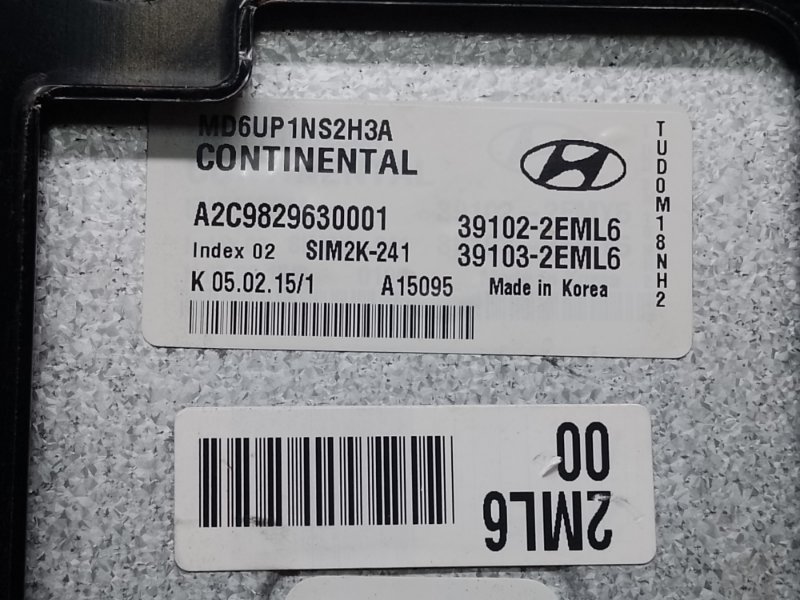 MD6UP1NS2H3A
CONTINENTAL
A2C9829630001
39102-2EML6
Index 02 SIM2K-241
39103-2EML6
K 05.02.15/1 A15095 Made in Korea
TUDOM18NH2
00
2ML6